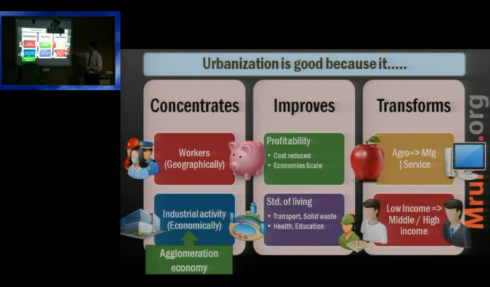 Urbanization is good because it.....
Concentrates
Workers
(Geographically)
Industrial activity
(Economically)
Agglomeration
economy
Improves
Profitability
• Cost reduced
• Economies Scale
Std. of living
• Transport, Solid waste
• Health, Education
Transforms
Agro=> Mfg
| Service
Low Income =>
Middle / High
income
.org